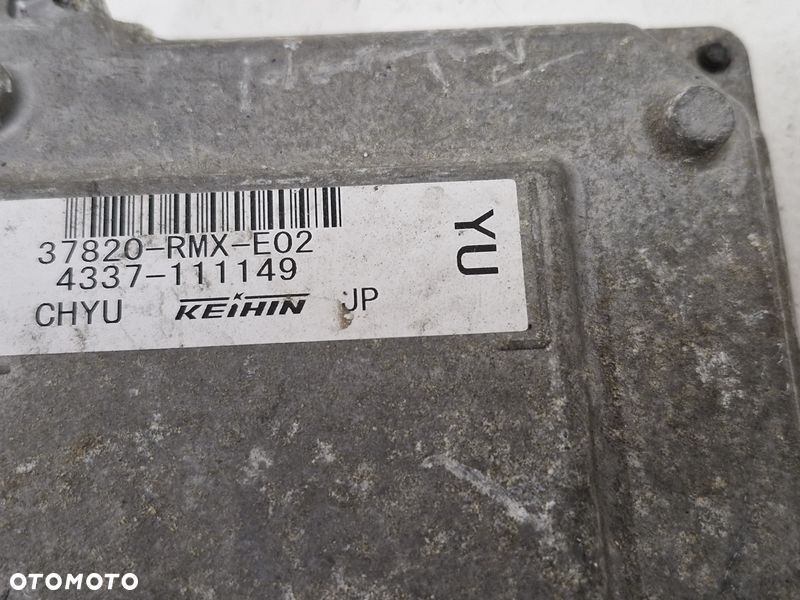 37820-RMX-E02
4337-111149
CHYU KEIHIN JP
YU
OTOMOTO